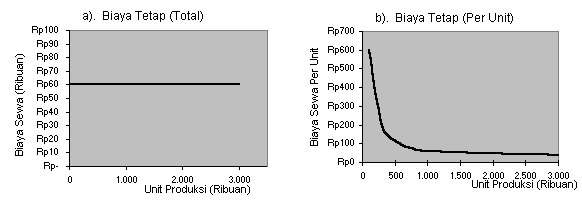 a). Biaya Tetap (Total)
Biaya Sewa (Ribuan)
Rp100
Rp90
Rp80
Rp70
Rp60
Rp50
Rp40
Rp30
Rp20
Rp10
Rp-
0 1.000 2.000 3.000
Unit Produksi (Ribuan)
b). Biaya Tetap (Per Unit)
Biaya Sewa Per Unit
Rp700
Rp600
Rp500
Rp400
Rp300
Rp200
Rp100
Rp0
0 500 1.000 1.500 2.000 2.500 3.000
Unit Produksi (Ribuan)